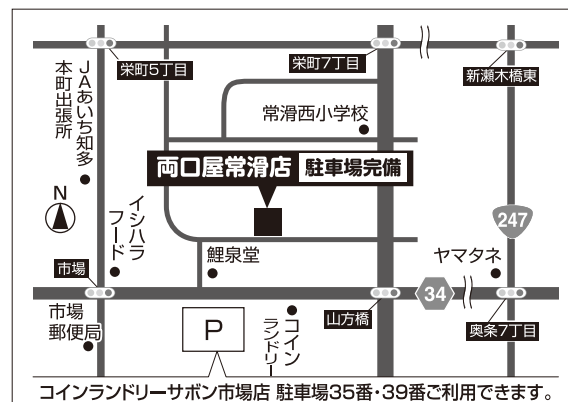 栄町5丁目
栄町7丁目
新瀬木橋東
JAあいち知多
本町出張所
常滑西小学校
両口屋常滑店 駐車場完備
N
イシハラ
フード
鯉泉堂
247
ヤマタネ
市場
34
市場
郵便局
P
コイン
ランドリー
山方橋
奥条7丁目
コインランドリーサボン市場店 駐車場35番・39番ご利用できます。